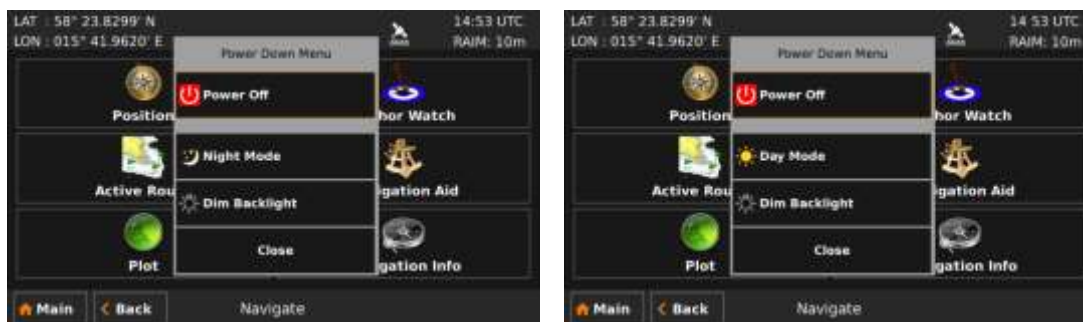 LAT : 58° 23.8299' N
14:53 UTC
LON : 015° 41.9620' E
RAIM: 10m
Power Down Menu
Power Off
Position
hor Watch
Night Mode
Active Rou
igation Aid
Dim Backlight
Close
Plot
gation Info
Main
< Back
Navigate
LAT : 58° 23.8299' N
14 53 UTC
LON : 015° 41.9620' E
RAIM: 10m
Power Down Menu
Power Off
Position
hor Watch
Day Mode
Active Rou
igation Aid
Dim Backlight
Close
Plot
gation Info
Main
< Back
Navigate